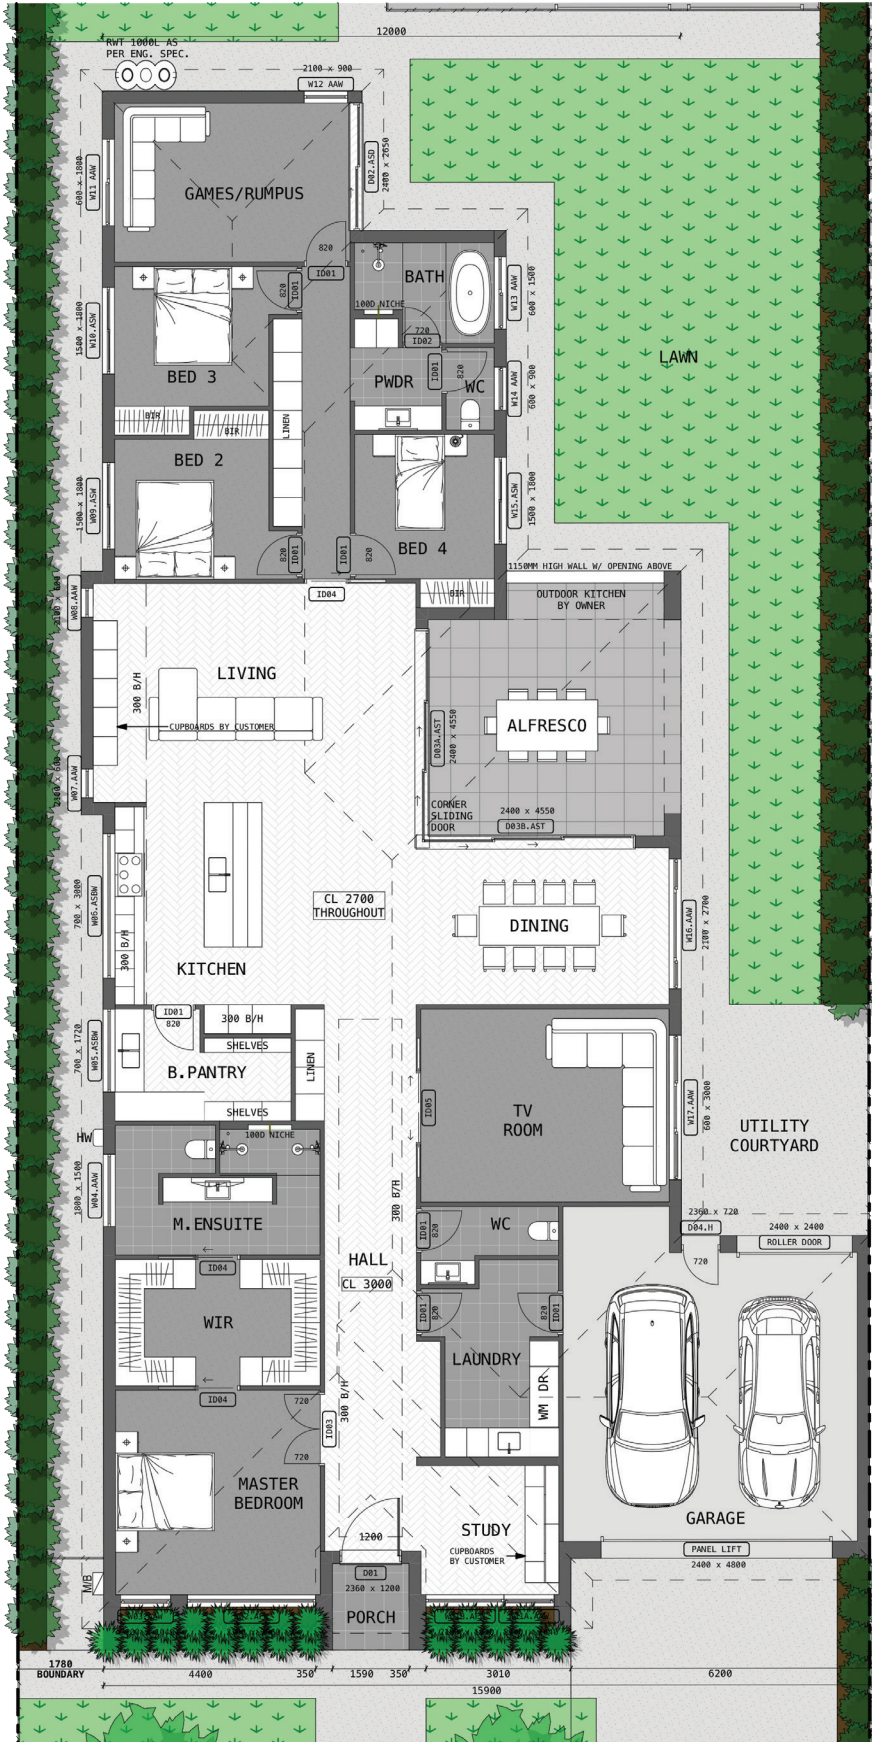 12000
RWT 1000L AS
PER ENG. SPEC.
2100 x 900
W12 AAW
W11 AAW
600 x 1800
GAMES/RUMPUS
D02.ASD
2400 x 2650
820
ID01
BATH
W13 AAW
600 x 1500
820
ID01
100D NICHE
720
ID02
W10.ASW
1500 x 1800
BED 3
PWDR
ID01
820
WC
W14 AAW
600 x 900
LAWN
BIR
BIR
LINEN
BED 2
W09.ASW
1500 x 1800
W15.ASW
1500 x 1800
820
ID01
ID01
820
BED 4
ID04
BIR
1150MM HIGH WALL W/ OPENING ABOVE
OUTDOOR KITCHEN
BY OWNER
W08.AAW
LIVING
300 B/H
CUPBOARDS BY CUSTOMER
ALFRESCO
D03A.AST
2400 x 4550
W07.AAW
CORNER
SLIDING
DOOR
2400 x 4550
D03B.AST
W06.ASBW
700 x 3000
CL 2700
THROUGHOUT
DINING
W16.AAW
2100 x 2700
300 B/H
KITCHEN
ID01
820
300 B/H
SHELVES
W05.ASBW
700 x 1720
B.PANTRY
LINEN
SHELVES
TV
ROOM
ID05
W17.AAW
600 x 3000
UTILITY
COURTYARD
HW
100D NICHE
W04.AAW
1800 x 1500
M.ENSUITE
300 B/H
ID01
820
WC
2360 x 720
D04.H
2400 x 2400
ROLLER DOOR
720
HALL
CL 3000
ID04
WIR
ID01
820
820
ID01
LAUNDRY
WM
DR
ID04
720
ID03
300 B/H
720
MASTER
BEDROOM
GARAGE
1200
STUDY
CUPBOARDS
BY CUSTOMER
PANEL LIFT
2400 x 4800
M/B
D01
2360 x 1200
PORCH
1780
BOUNDARY
4400
350
1590
350
3010
6200
15900